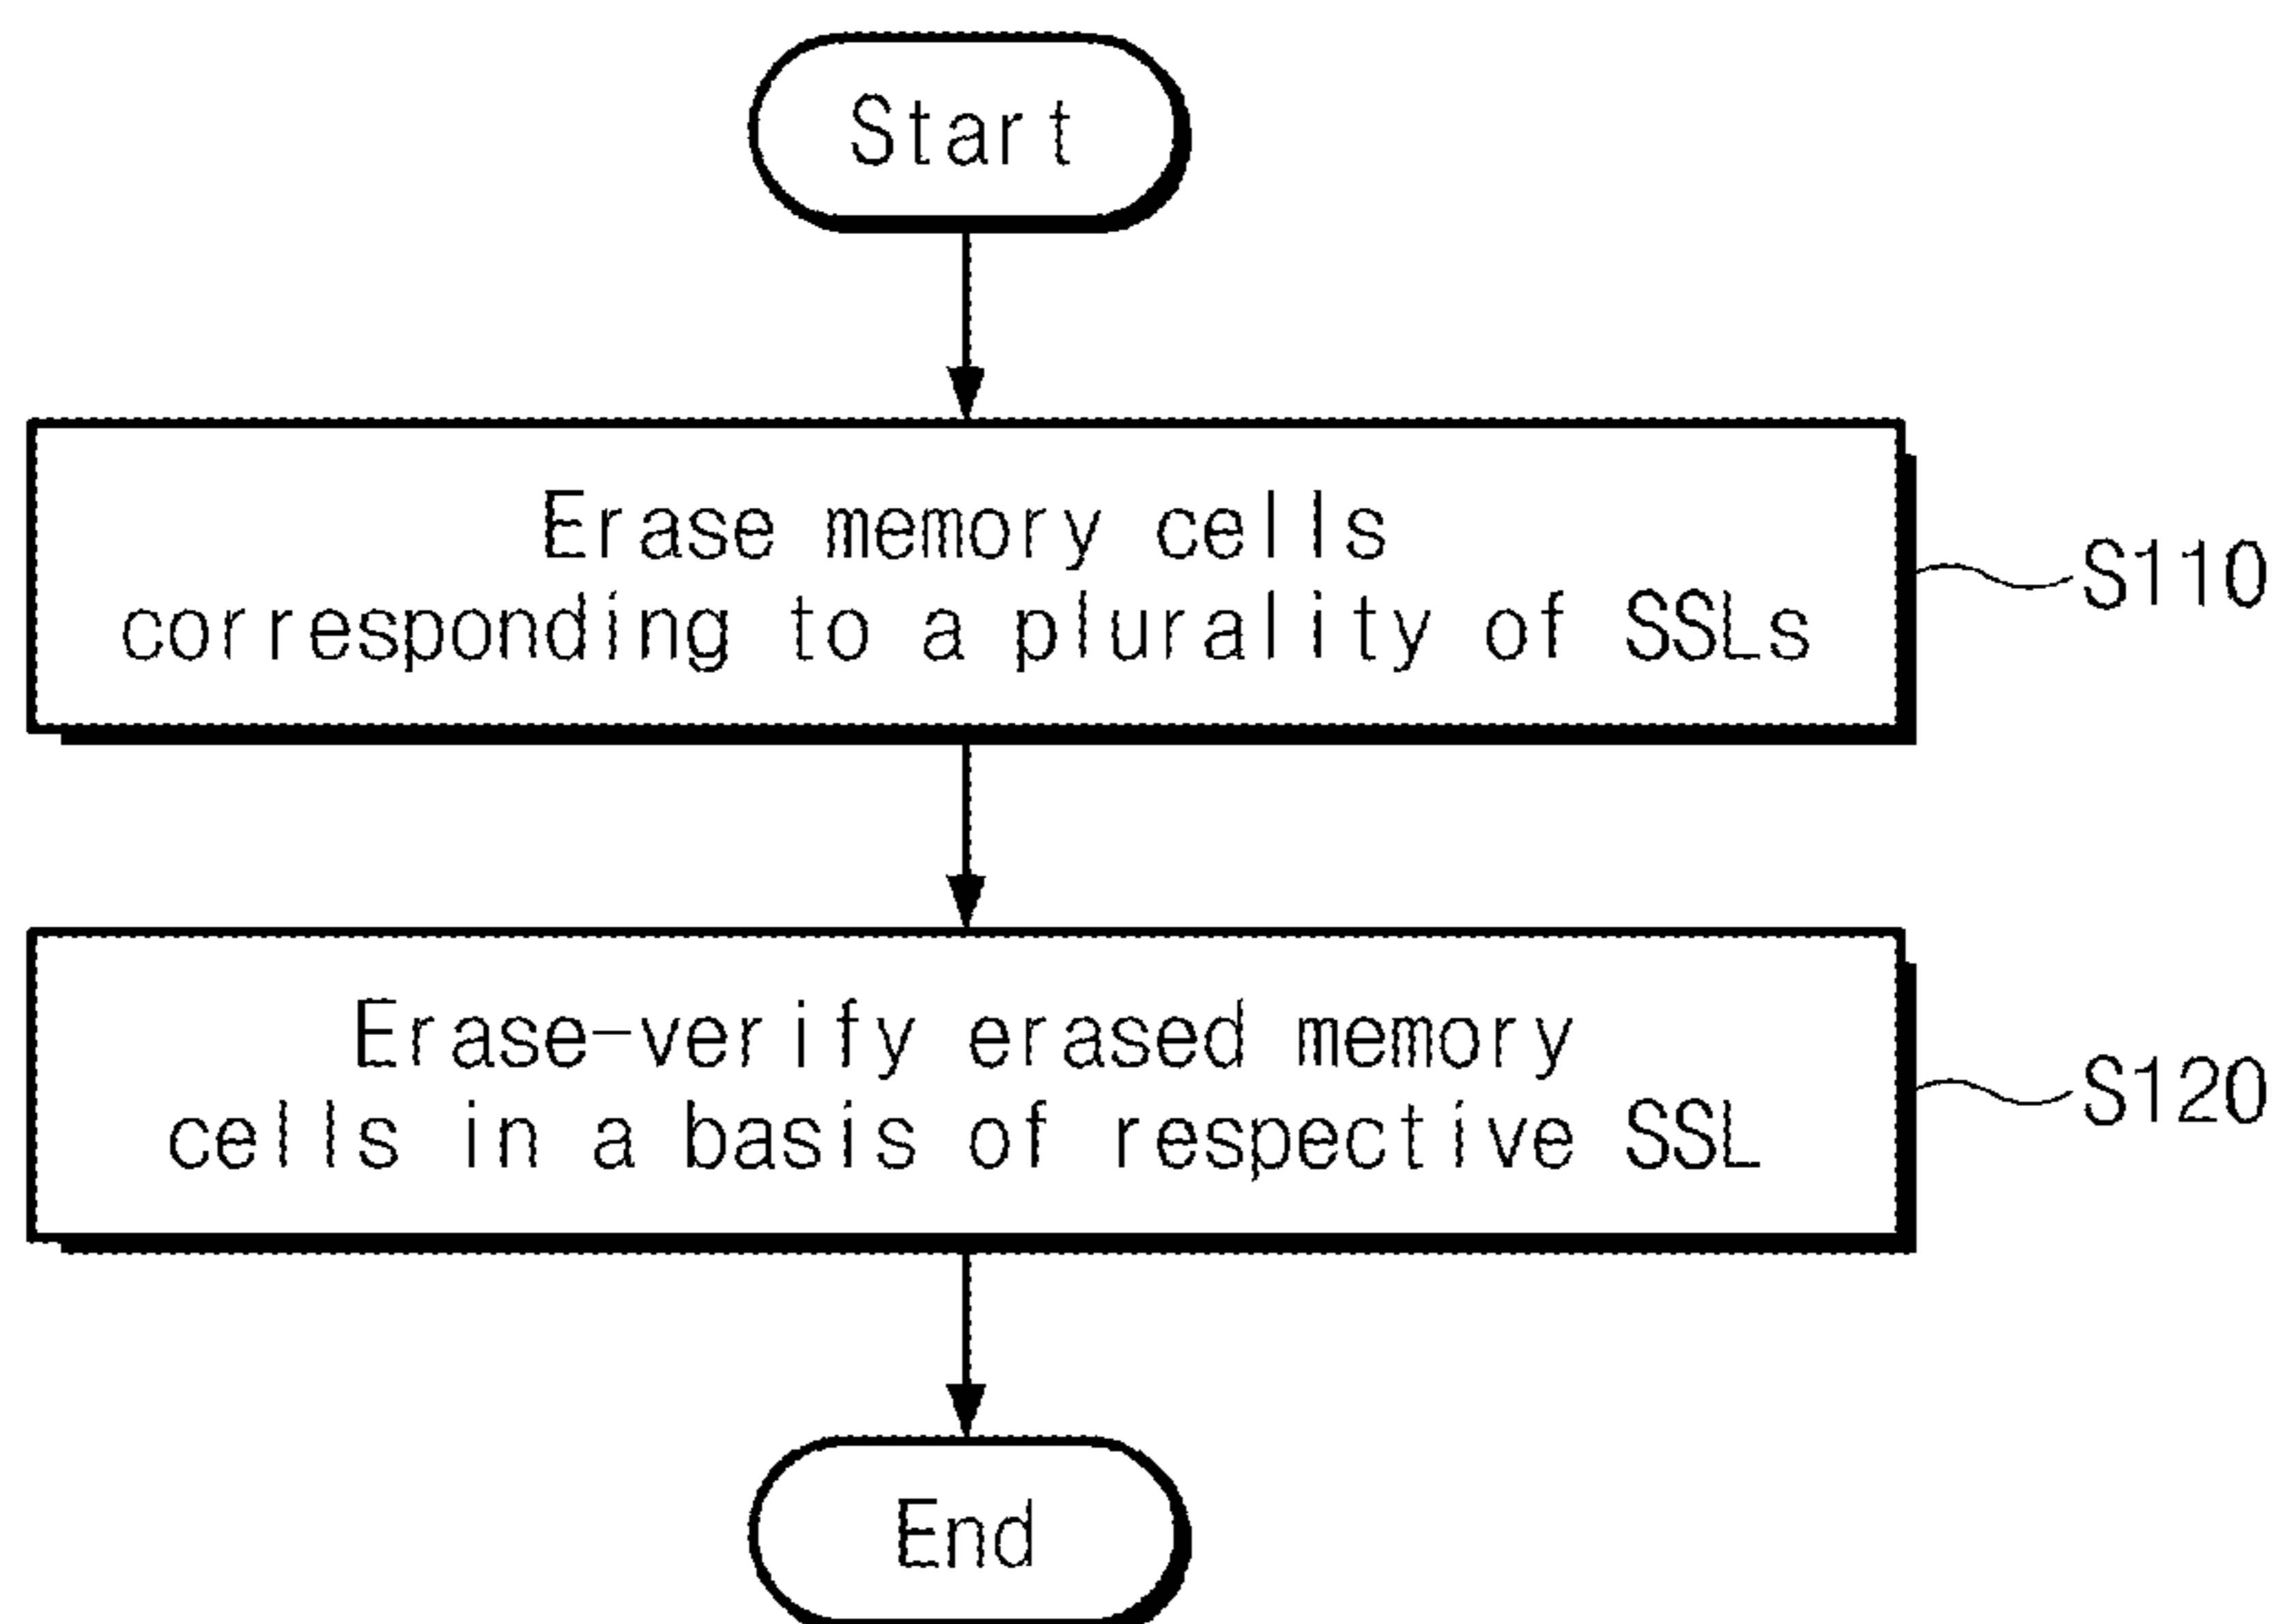 Start
Erase memory cells
corresponding to a plurality of SSLs
S110
Erase-verify erased memory
cells in a basis of respective SSL
S120
End